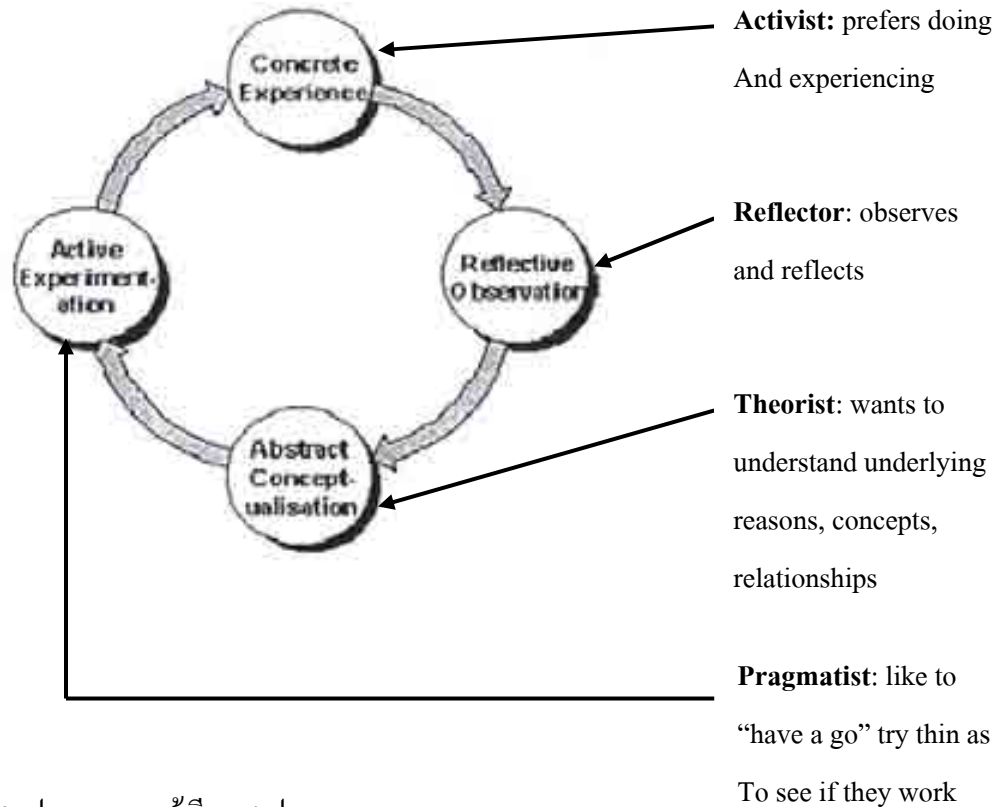 Concrete
Experience
Activist: prefers doing
And experiencing
Reflector: observes
and reflects
Reflective
Observation
Active
Experiment-
ation
Abstract
Concept-
ualisation
Theorist: wants to
understand underlying
reasons, concepts,
relationships
Pragmatist: like to
“have a go” try thin as
To see if they work